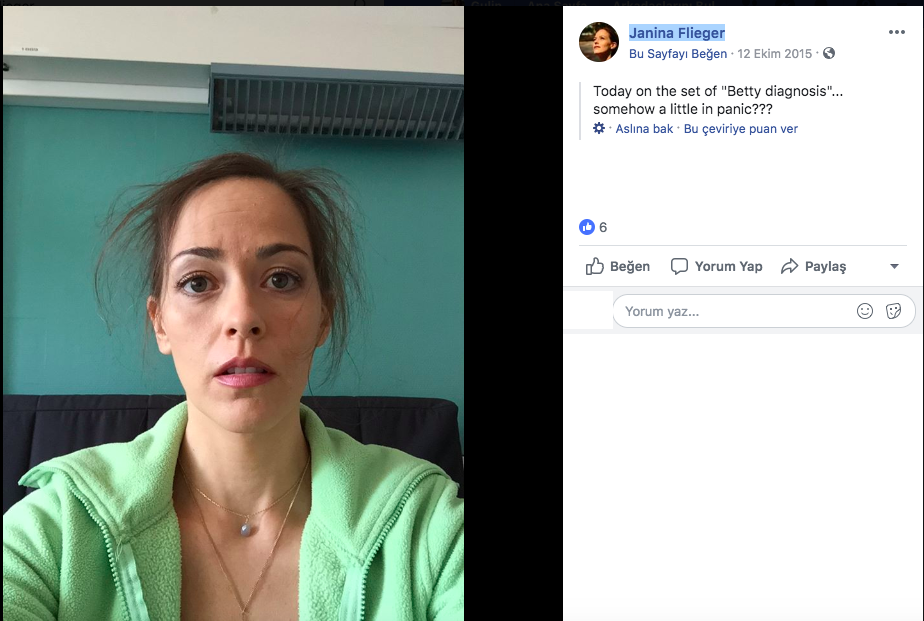 Janina Flieger
Bu Sayfayı Beğen · 12 Ekim 2015 ·
Today on the set of "Betty diagnosis"...
somehow a little in panic???
· Aslına bak · Bu çeviriye puan ver
6
Beğen Yorum Yap Paylaş
Yorum yaz...